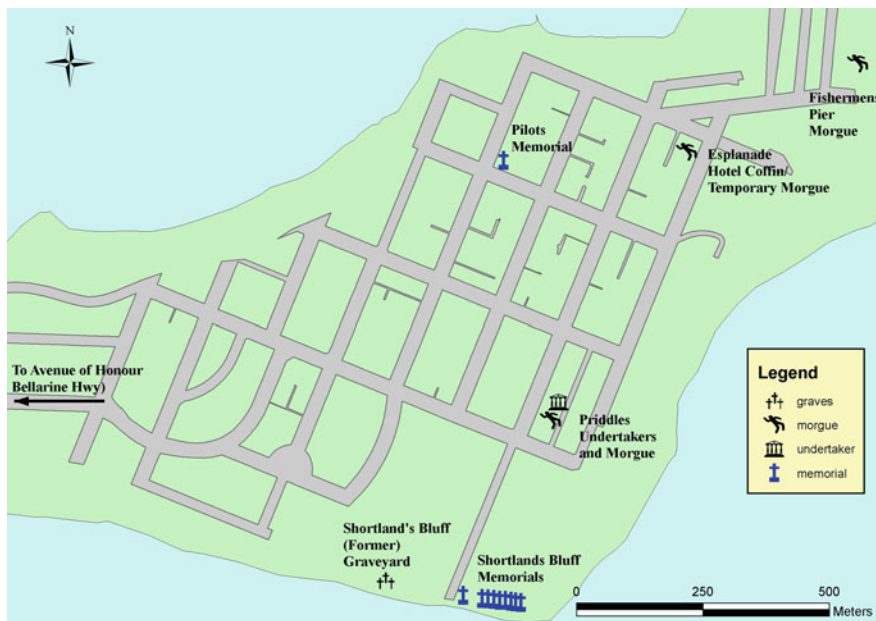 N
Fishermens
Pier
Morgue
Pilots
Memorial
Esplanade
Hotel Coffin/
Temporary Morgue
To Avenue of Honour
Bellarine Hwy)
Legend
graves
morgue
undertaker
memorial
Priddles
Undertakers
and Morgue
Shortland's Bluff
(Former)
Graveyard
Shortlands Bluff
Memorials
0 250 500
Meters